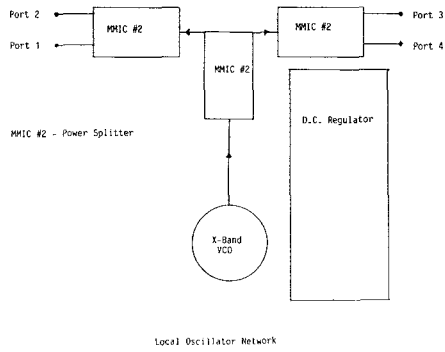 Port 2
MMIC #2
MMIC #2
Port 3
Port 1
Port 4
MMIC #2
D.C. Regulator
MMIC #2 - Power Splitter
X-Band
VCO
Local Oscillator Network